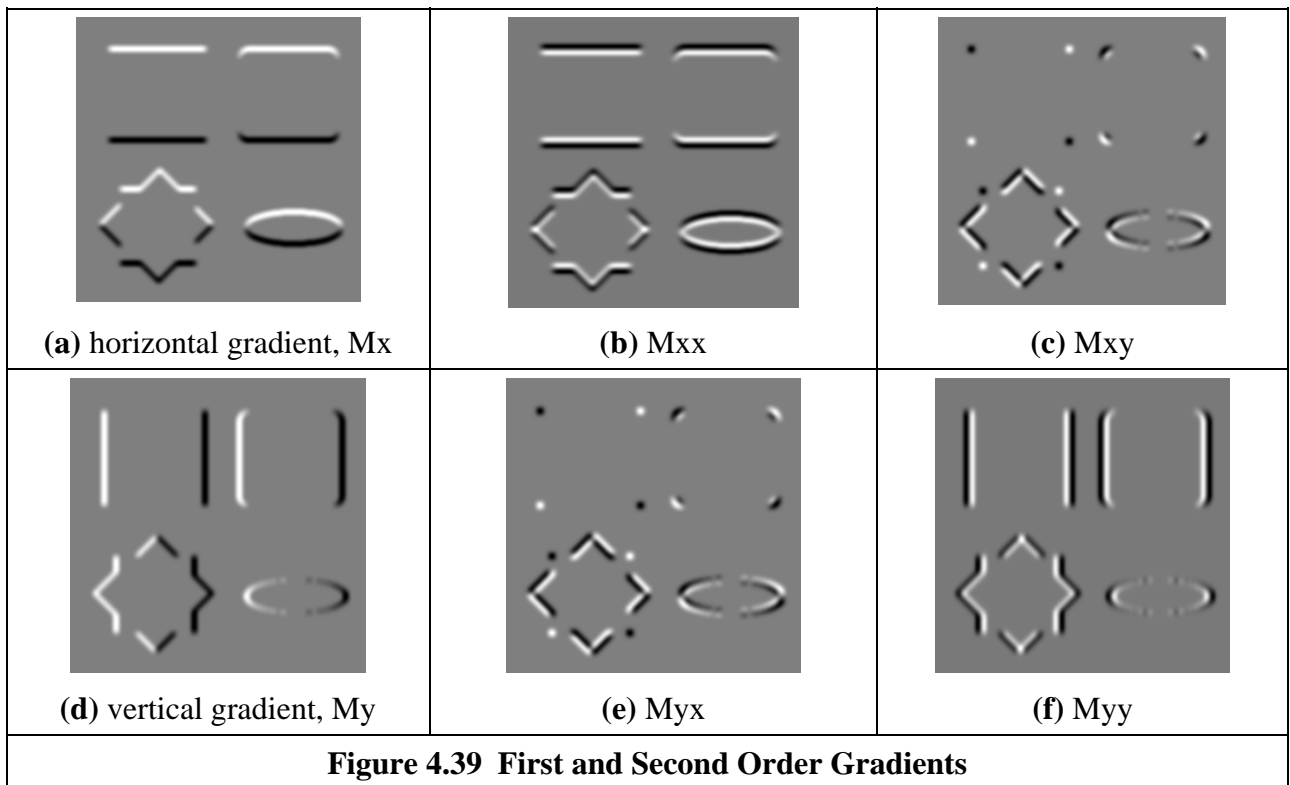 (a) horizontal gradient, Mx
(b) Mxx
(c) Mxy
(d) vertical gradient, My
(e) Myx
(f) Myy
Figure 4.39 First and Second Order Gradients